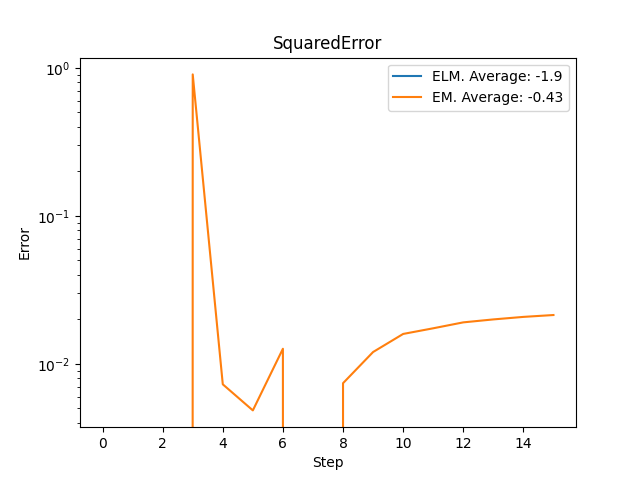 SquaredError
ELM. Average: -1.9
EM. Average: -0.43
Error
10⁰
10⁻¹
10⁻²
0 2 4 6 8 10 12 14
Step